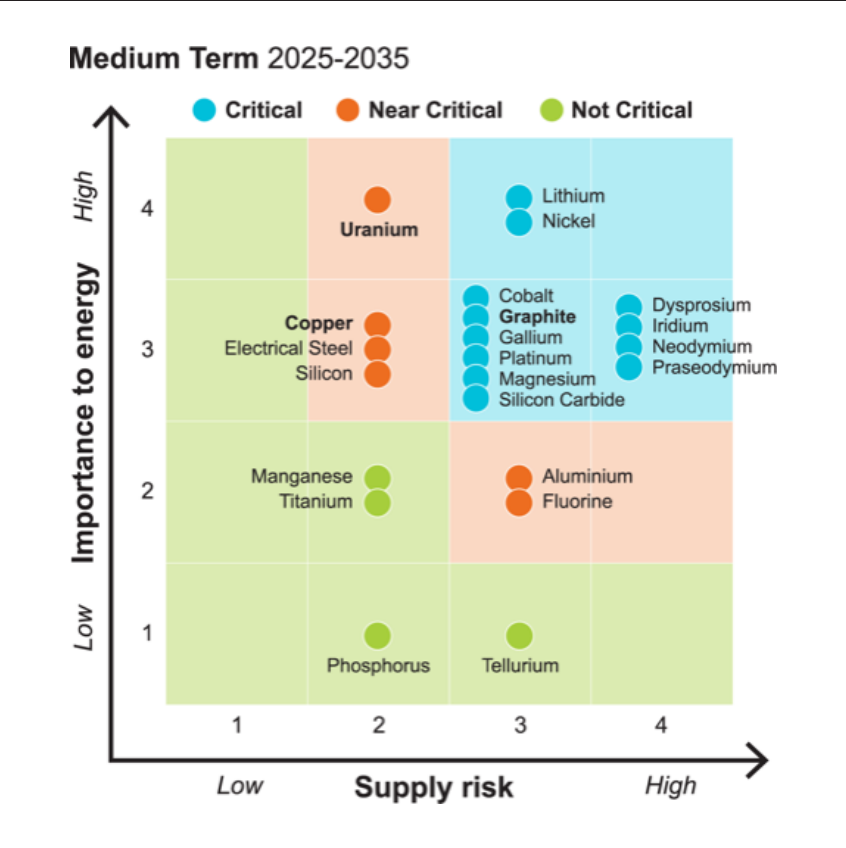 Medium Term 2025-2035
Critical
Near Critical
Not Critical
High
Importance to energy
Low
4
3
2
1
Uranium
Lithium
Nickel
Copper
Electrical Steel
Silicon
Cobalt
Graphite
Gallium
Platinum
Magnesium
Silicon Carbide
Dysprosium
Iridium
Neodymium
Praseodymium
Manganese
Titanium
Aluminium
Fluorine
Phosphorus
Tellurium
1
2
3
4
Low
Supply risk
High